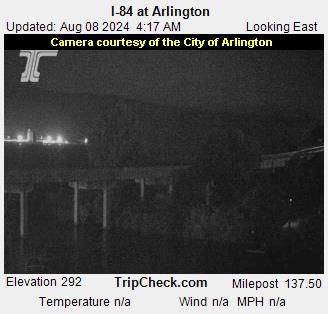 I-84 at Arlington
Updated: Aug 08 2024 4:17 AM Looking East
Camera courtesy of the City of Arlington
Elevation 292 TripCheck.com Milepost 137.50
Temperature n/a Wind n/a MPH n/a